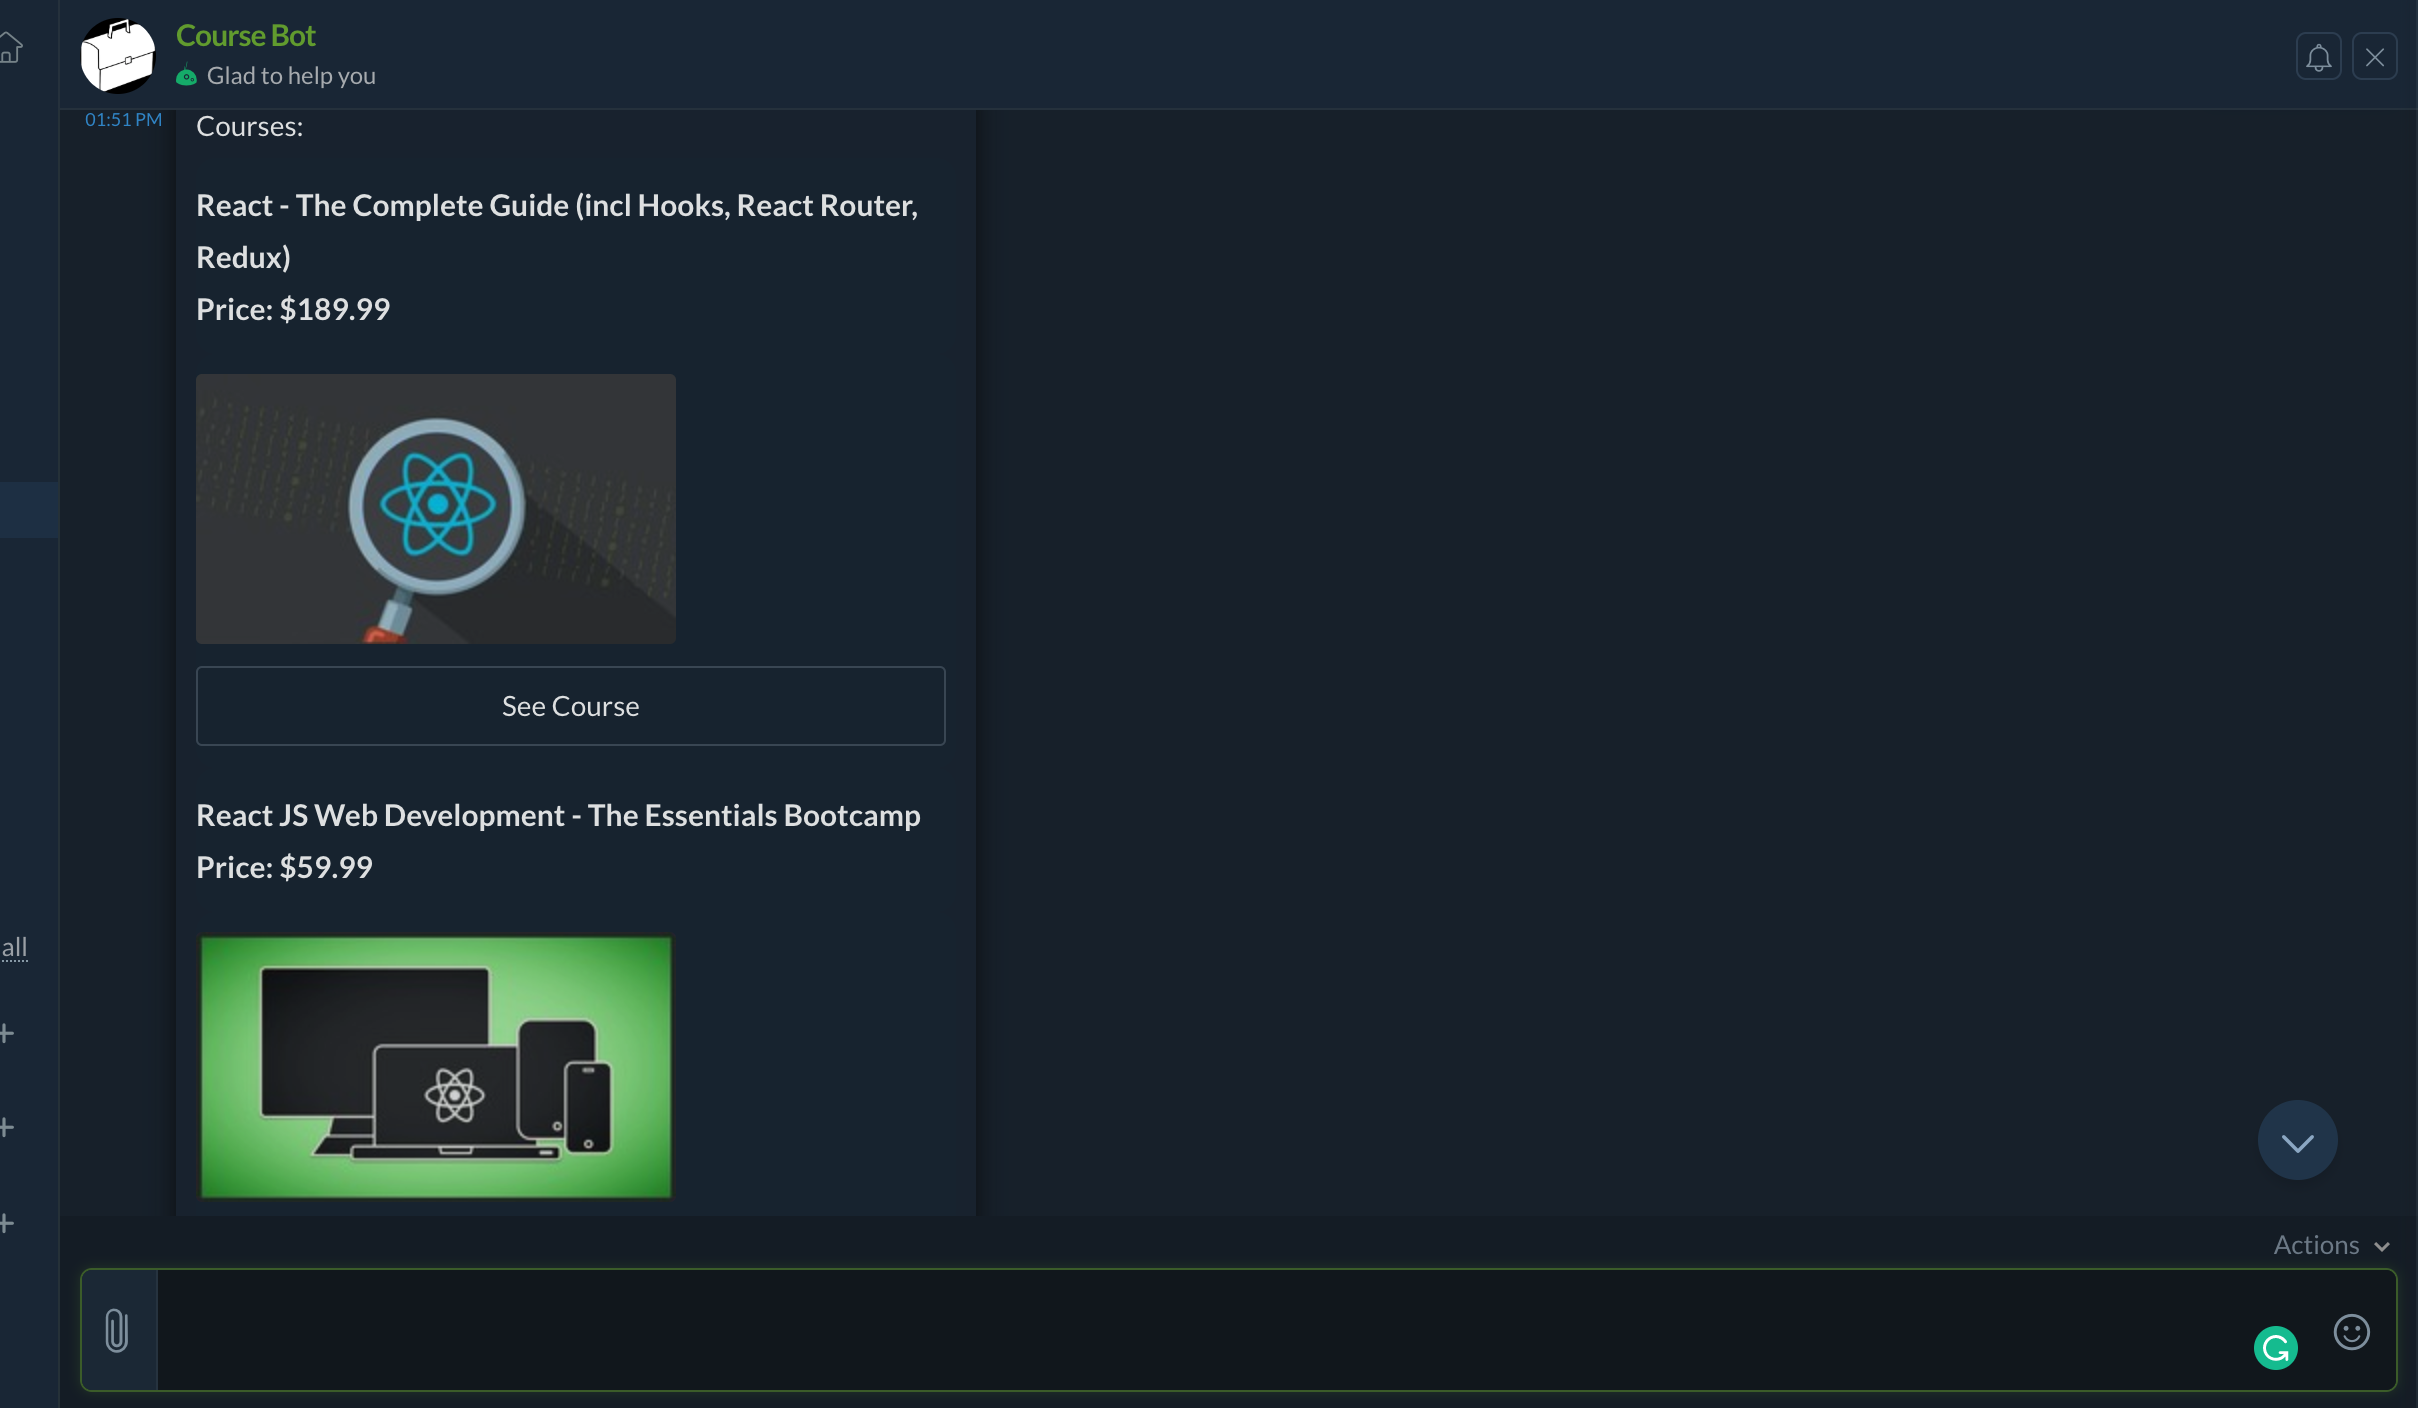 Course Bot
Glad to help you
01:51 PM
Courses:
React - The Complete Guide (incl Hooks, React Router,
Redux)
Price: $189.99
See Course
React JS Web Development - The Essentials Bootcamp
Price: $59.99
all
Actions